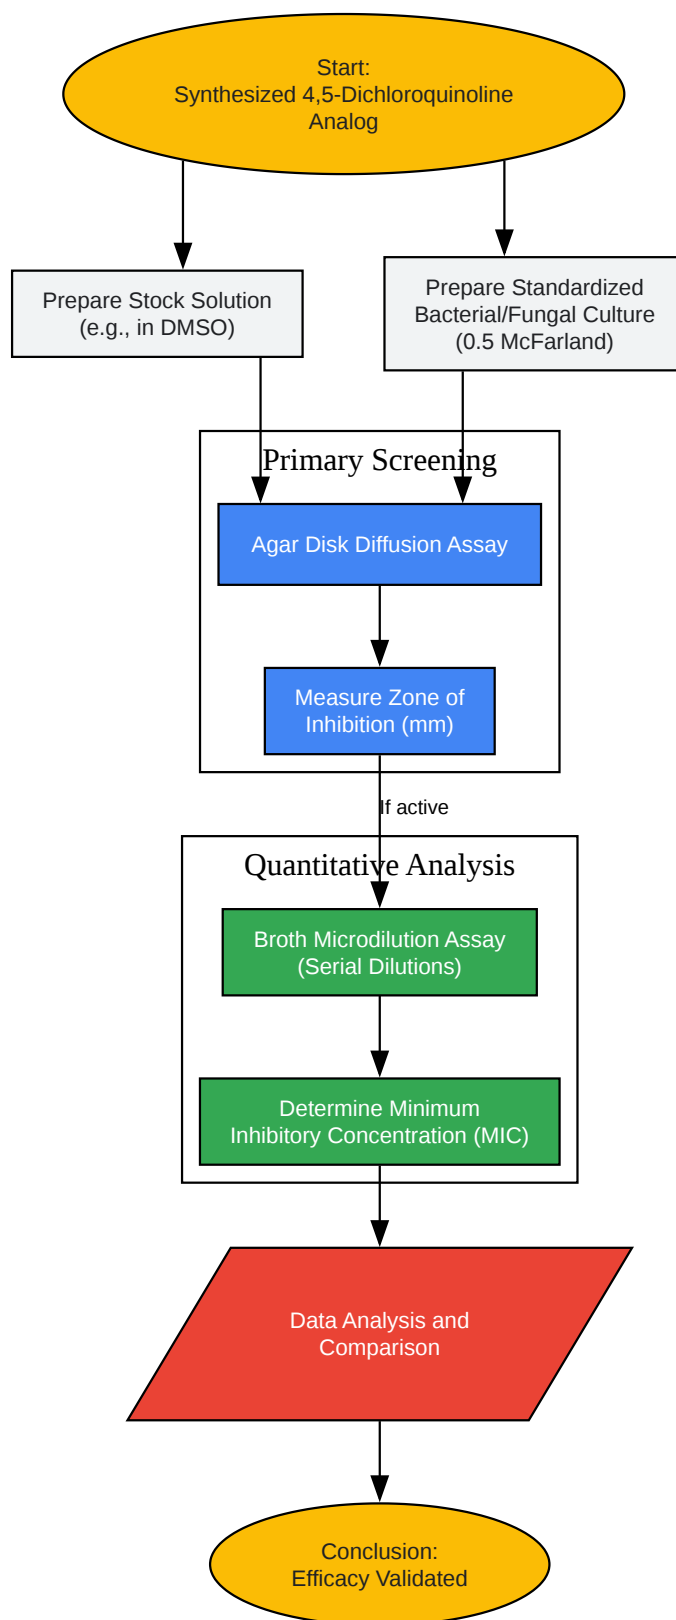 Start:
Synthesized 4,5-Dichloroquinoline
Analog
Prepare Stock Solution
(e.g., in DMSO)
Prepare Standardized
Bacterial/Fungal Culture
(0.5 McFarland)
Primary Screening
Agar Disk Diffusion Assay
Measure Zone of
Inhibition (mm)
If active
Quantitative Analysis
Broth Microdilution Assay
(Serial Dilutions)
Determine Minimum
Inhibitory Concentration (MIC)
Data Analysis and
Comparison
Conclusion:
Efficacy Validated